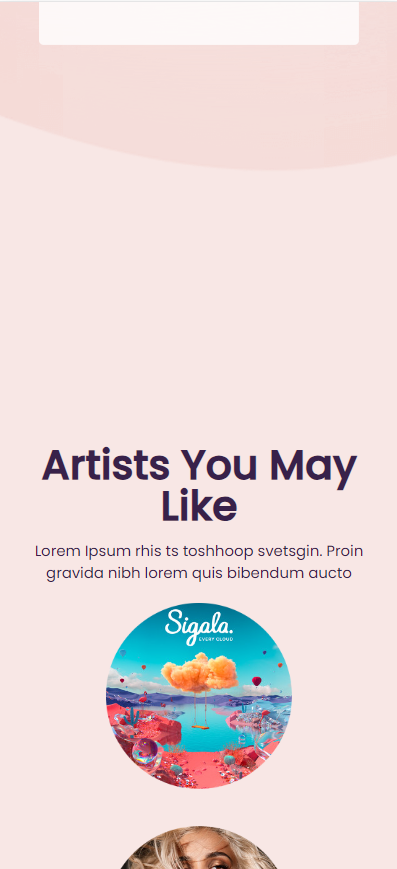 Artists You May
Like
Lorem Ipsum rhis ts toshhoop svetsgin. Proin
gravida nibh lorem quis bibendum aucto
Sigala.
EVERY CLOUD